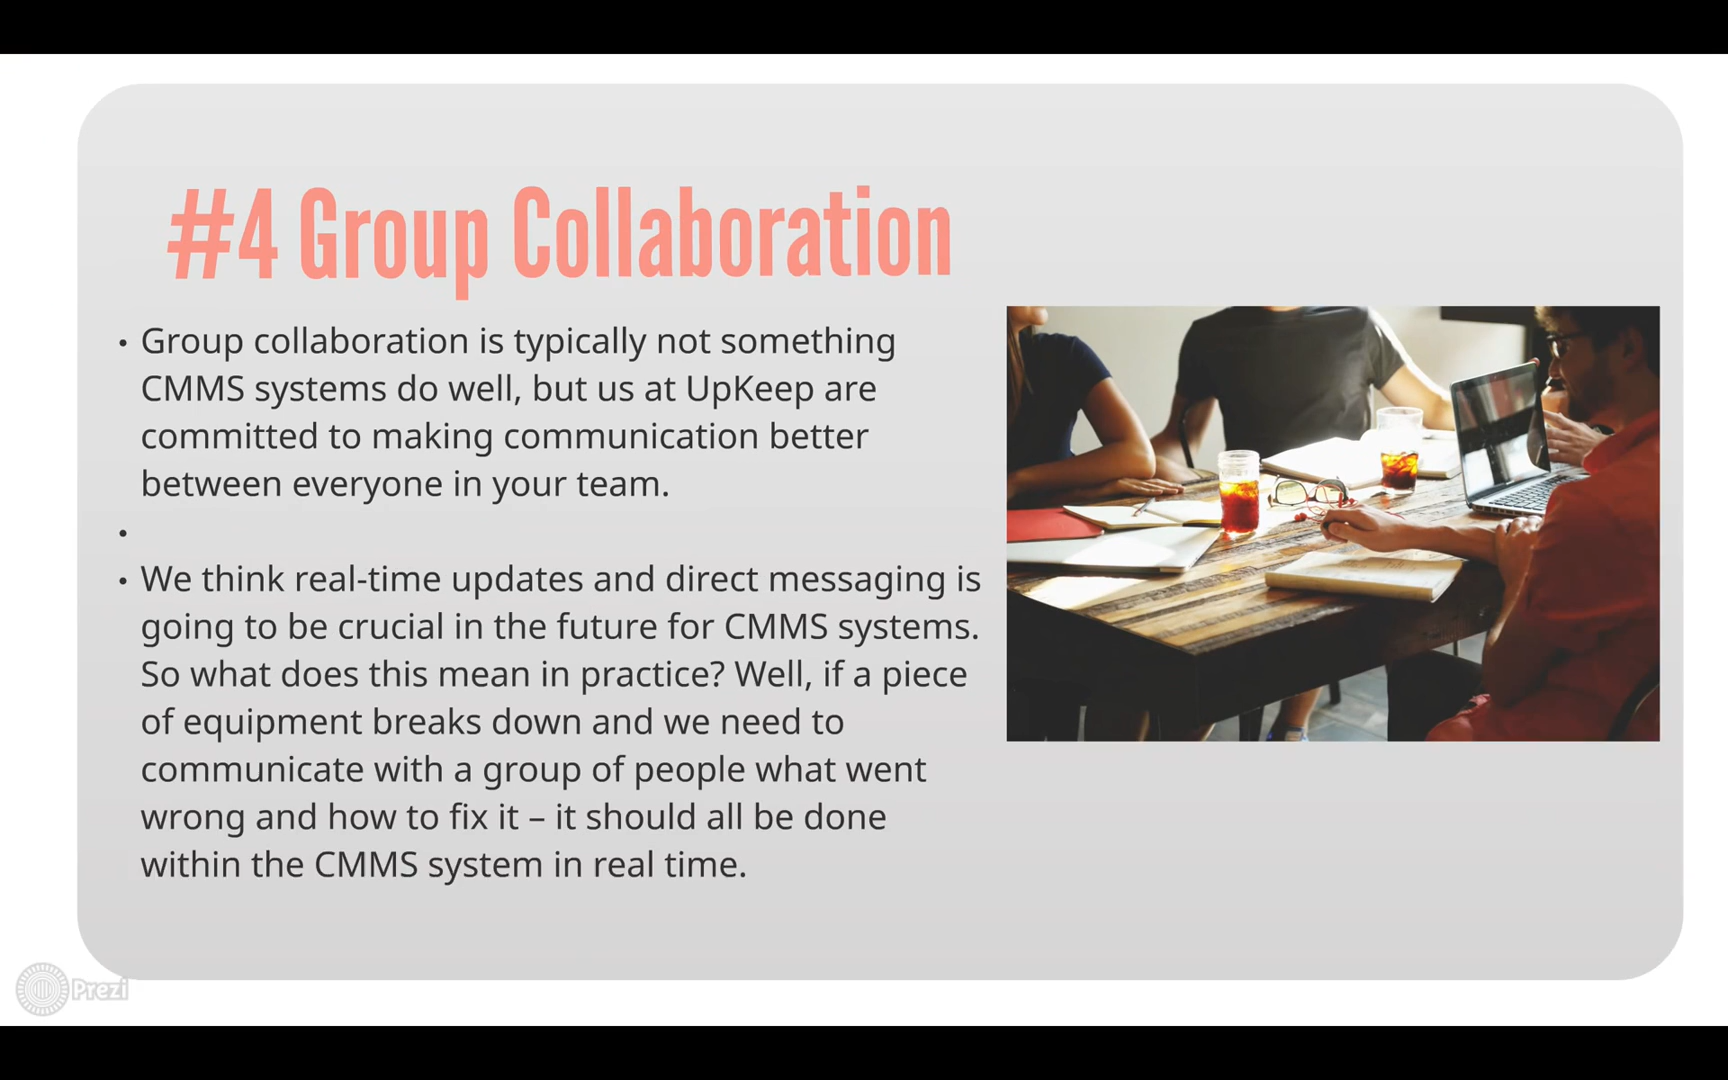 #4 Group Collaboration
• Group collaboration is typically not something
CMMS systems do well, but us at UpKeep are
committed to making communication better
between everyone in your team.
•
• We think real-time updates and direct messaging is
going to be crucial in the future for CMMS systems.
So what does this mean in practice? Well, if a piece
of equipment breaks down and we need to
communicate with a group of people what went
wrong and how to fix it – it should all be done
within the CMMS system in real time.
Prezi